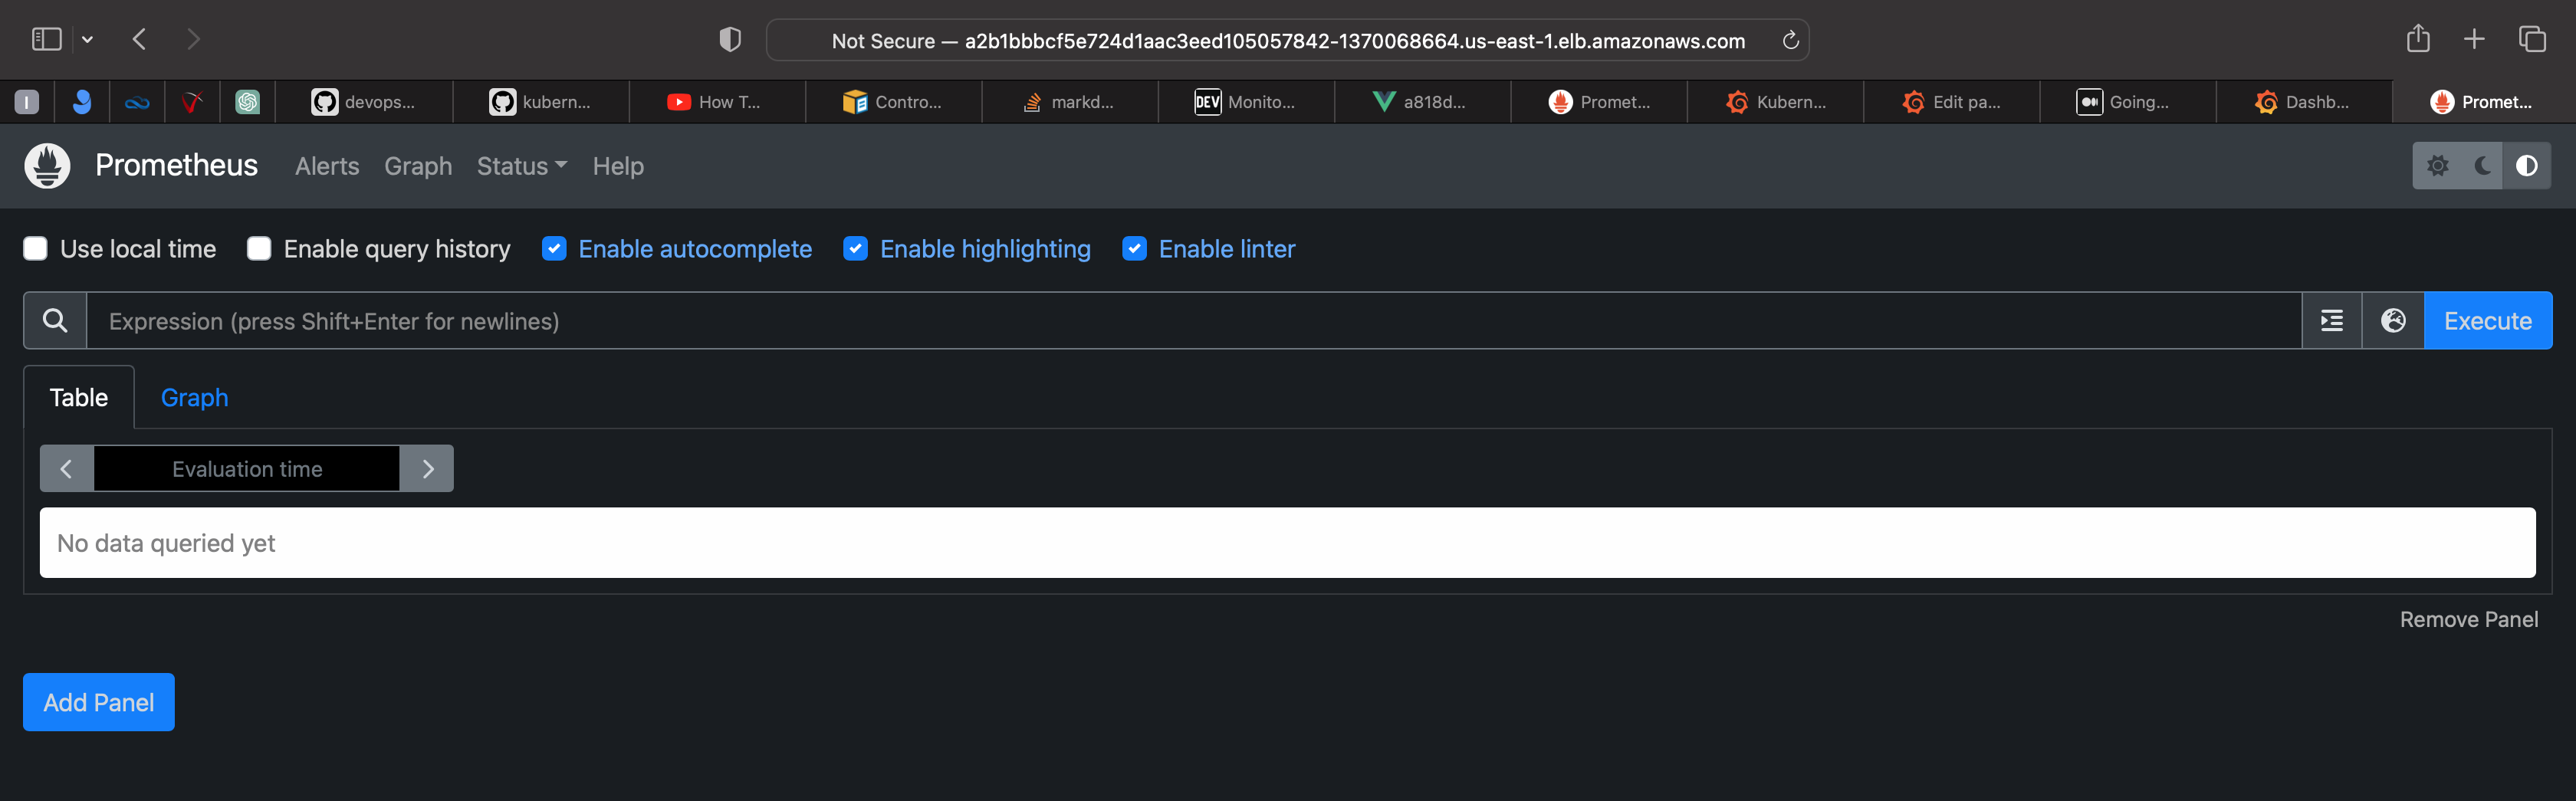 Not Secure — a2b1bbbcf5e724d1aac3eed105057842-1370068664.us-east-1.elb.amazonaws.com
I devops... kubern... How T... Contro... markd... DEV Monito... a818d... Promet... Kubern... Edit pa... Going... Dashb... Promet...
Prometheus Alerts Graph Status Help
Use local time Enable query history Enable autocomplete Enable highlighting Enable linter
Expression (press Shift+Enter for newlines) Execute
Table Graph
Evaluation time
No data queried yet
Remove Panel
Add Panel